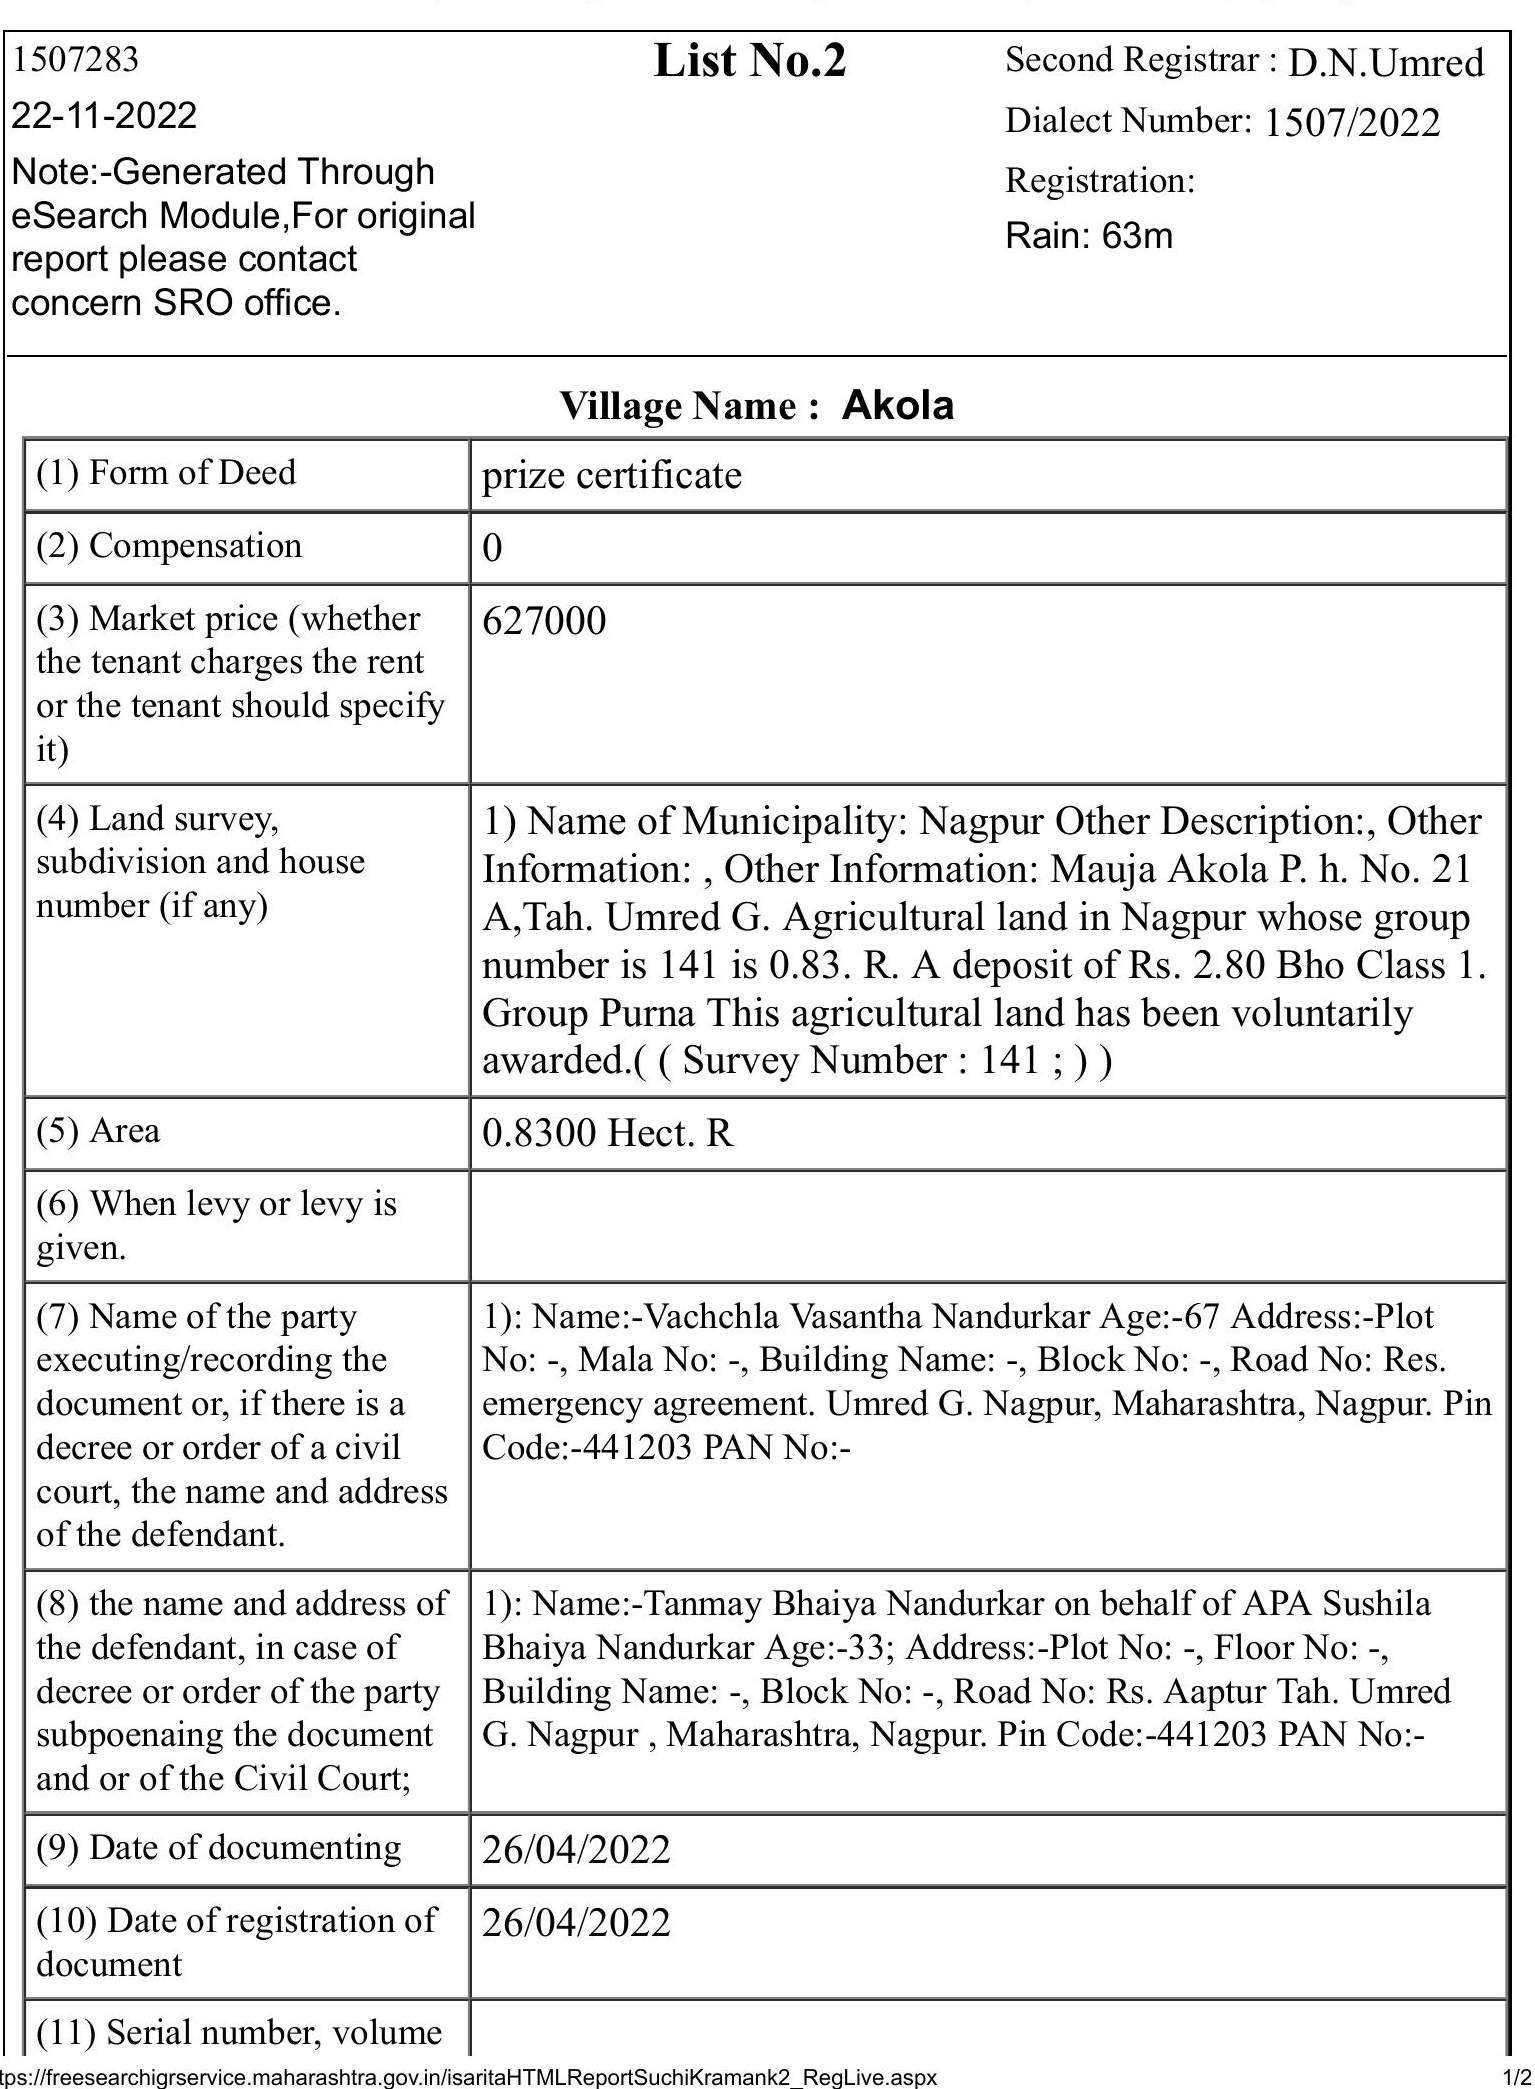 1507283
22-11-2022
Note:-Generated Through
eSearch Module,For original
report please contact
concern SRO office.
List No.2
Second Registrar : D.N.Umred
Dialect Number: 1507/2022
Registration:
Rain: 63m
Village Name : Akola
(1) Form of Deed
prize certificate
(2) Compensation
0
(3) Market price (whether
the tenant charges the rent
or the tenant should specify
it)
627000
(4) Land survey,
subdivision and house
number (if any)
1) Name of Municipality: Nagpur Other Description:, Other
Information: , Other Information: Mauja Akola P. h. No. 21
A,Tah. Umred G. Agricultural land in Nagpur whose group
number is 141 is 0.83. R. A deposit of Rs. 2.80 Bho Class 1.
Group Purna This agricultural land has been voluntarily
awarded.( ( Survey Number : 141 ; ) )
(5) Area
0.8300 Hect. R
(6) When levy or levy is
given.
(7) Name of the party
executing/recording the
document or, if there is a
decree or order of a civil
court, the name and address
of the defendant.
1): Name:-Vachchla Vasantha Nandurkar Age:-67 Address:-Plot
No: -, Mala No: -, Building Name: -, Block No: -, Road No: Res.
emergency agreement. Umred G. Nagpur, Maharashtra, Nagpur. Pin
Code:-441203 PAN No:-
(8) the name and address of
the defendant, in case of
decree or order of the party
subpoenaing the document
and or of the Civil Court;
1): Name:-Tanmay Bhaiya Nandurkar on behalf of APA Sushila
Bhaiya Nandurkar Age:-33; Address:-Plot No: -, Floor No: -,
Building Name: -, Block No: -, Road No: Rs. Aaptur Tah. Umred
G. Nagpur , Maharashtra, Nagpur. Pin Code:-441203 PAN No:-
(9) Date of documenting
26/04/2022
(10) Date of registration of
document
26/04/2022
(11) Serial number, volume
tps://freesearchigrservice.maharashtra.gov.in/isaritaHTMLReportSuchiKramank2_RegLive.aspx
1/2